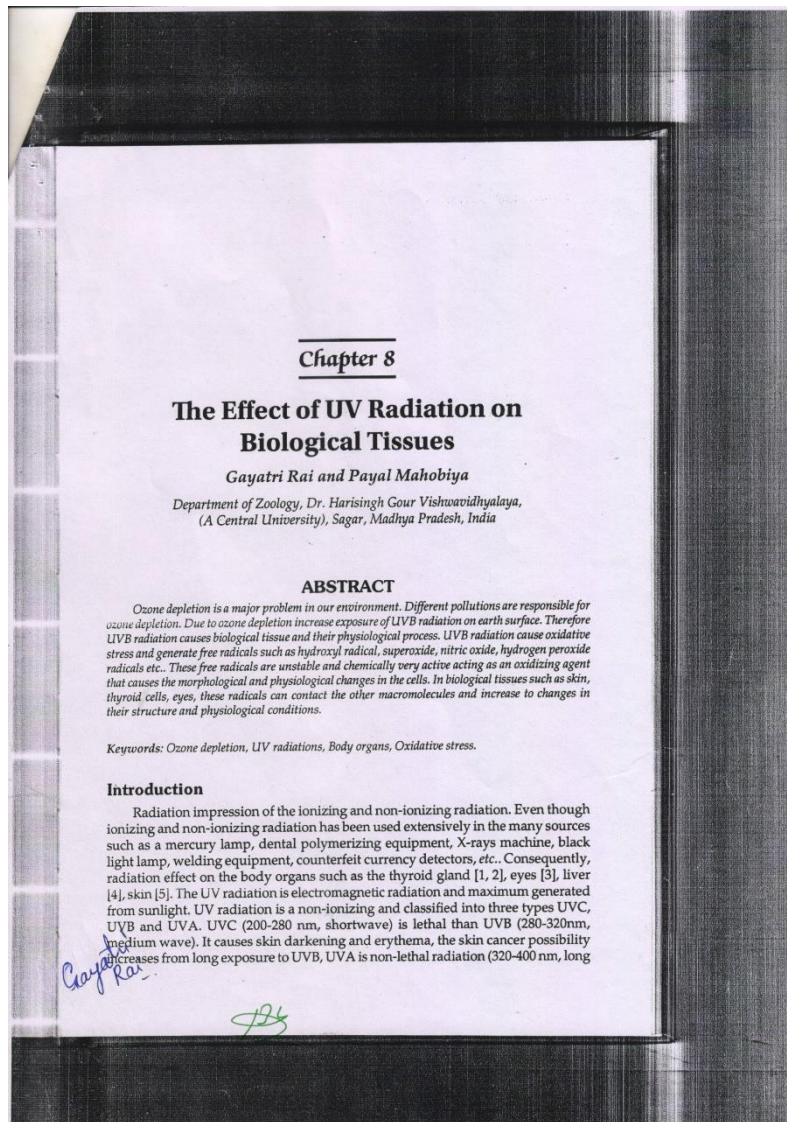 Chapter 8
The Effect of UV Radiation on
Biological Tissues
Gayatri Rai and Payal Mahobiya
Department of Zoology, Dr. Harisingh Gour Vishwavidhyalaya,
(A Central University), Sagar, Madhya Pradesh, India
ABSTRACT
Ozone depletion is a major problem in our environment. Different pollutions are responsible for
ozone depletion. Due to ozone depletion increase exposure of UVB radiation on earth surface. Therefore
UVB radiation causes biological tissue and their physiological process. UVB radiation cause oxidative
stress and generate free radicals such as hydroxyl radical, superoxide, nitric oxide, hydrogen peroxide
radicals etc.. These free radicals are unstable and chemically very active acting as an oxidizing agent
that causes the morphological and physiological changes in the cells. In biological tissues such as skin,
thyroid cells, eyes, these radicals can contact the other macromolecules and increase to changes in
their structure and physiological conditions.
Keywords: Ozone depletion, UV radiations, Body organs, Oxidative stress.
Introduction
Radiation impression of the ionizing and non-ionizing radiation. Even though
ionizing and non-ionizing radiation has been used extensively in the many sources
such as a mercury lamp, dental polymerizing equipment, X-rays machine, black
light lamp, welding equipment, counterfeit currency detectors, etc.. Consequently,
radiation effect on the body organs such as the thyroid gland [1, 2], eyes [3], liver
[4], skin [5]. The UV radiation is electromagnetic radiation and maximum generated
from sunlight. UV radiation is a non-ionizing and classified into three types UVC,
UVB and UVA. UVC (200-280 nm, shortwave) is lethal than UVB (280-320nm,
medium wave). It causes skin darkening and erythema, the skin cancer possibility
increases from long exposure to UVB, UVA is non-lethal radiation (320-400 nm, long
Gayatri
Rai